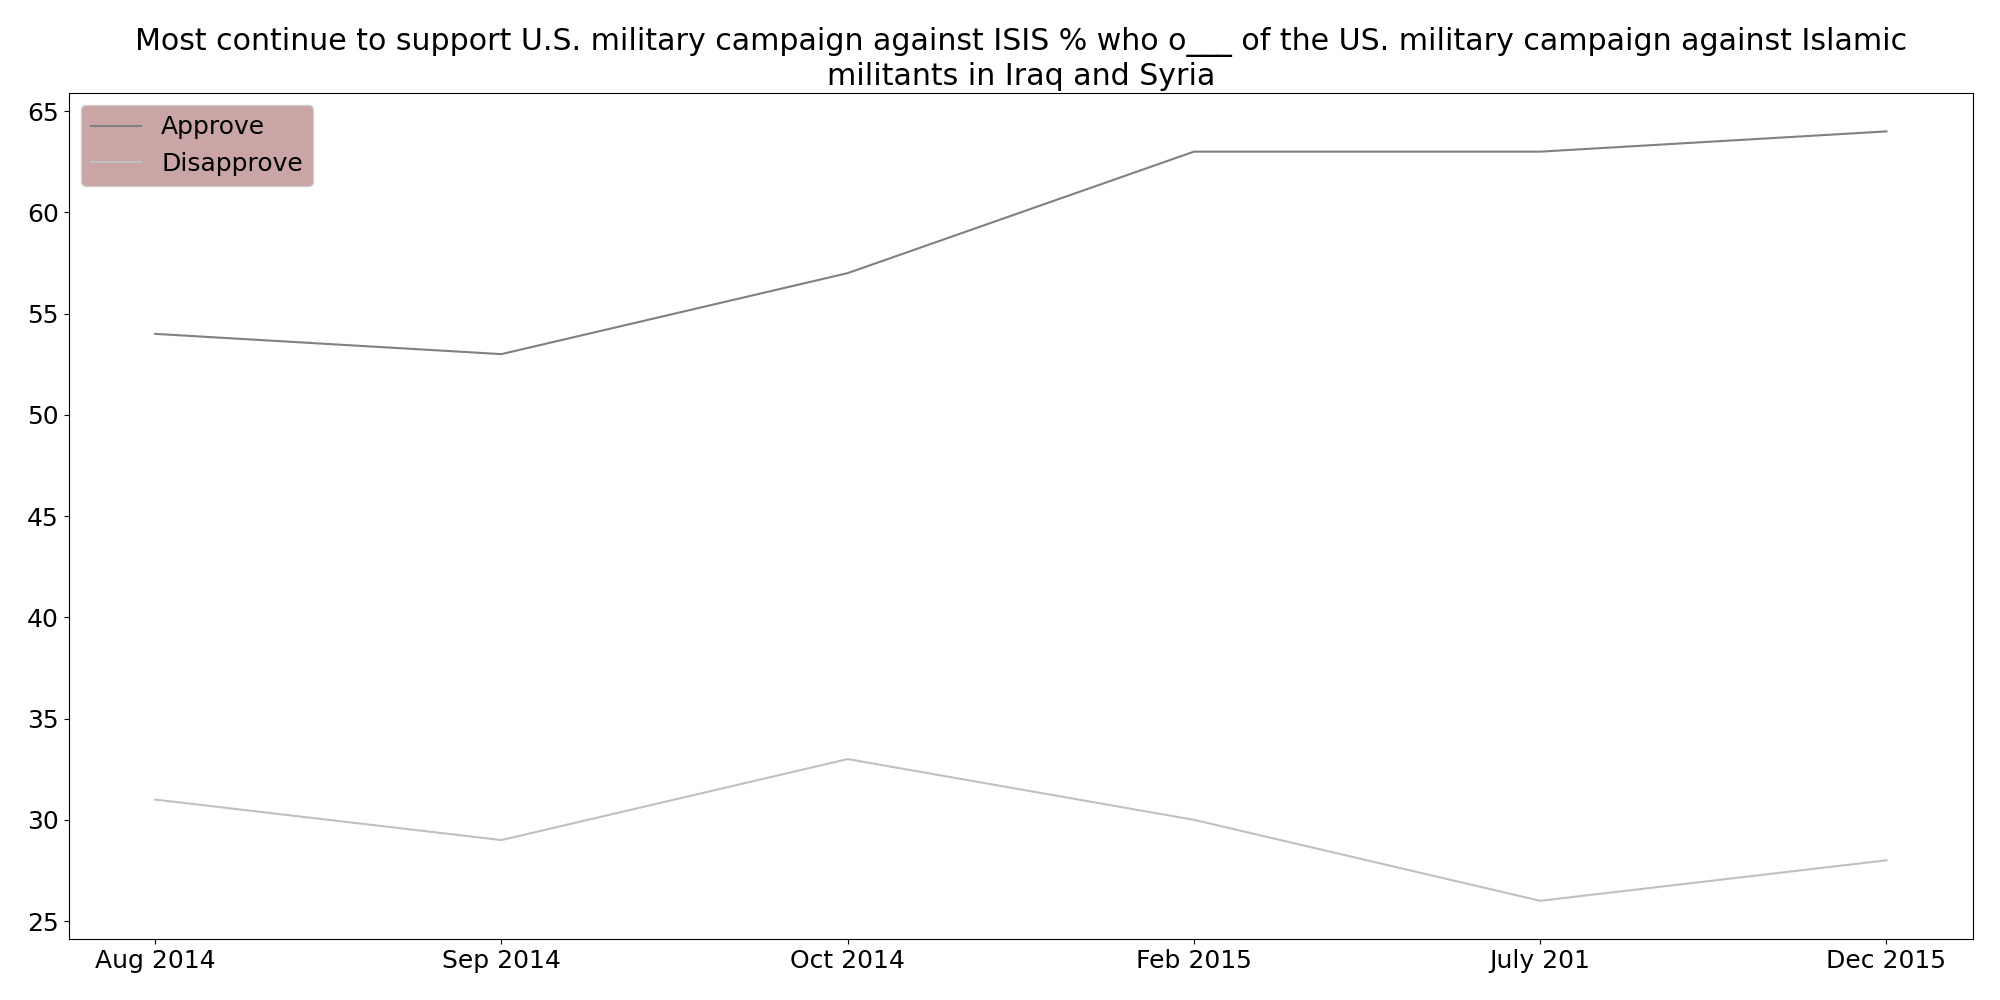 Most continue to support U.S. military campaign against ISIS % who o___ of the US. military campaign against Islamic
militants in Iraq and Syria
65
60
55
50
45
40
35
30
25
Approve
Disapprove
Aug 2014
Sep 2014
Oct 2014
Feb 2015
July 201
Dec 2015